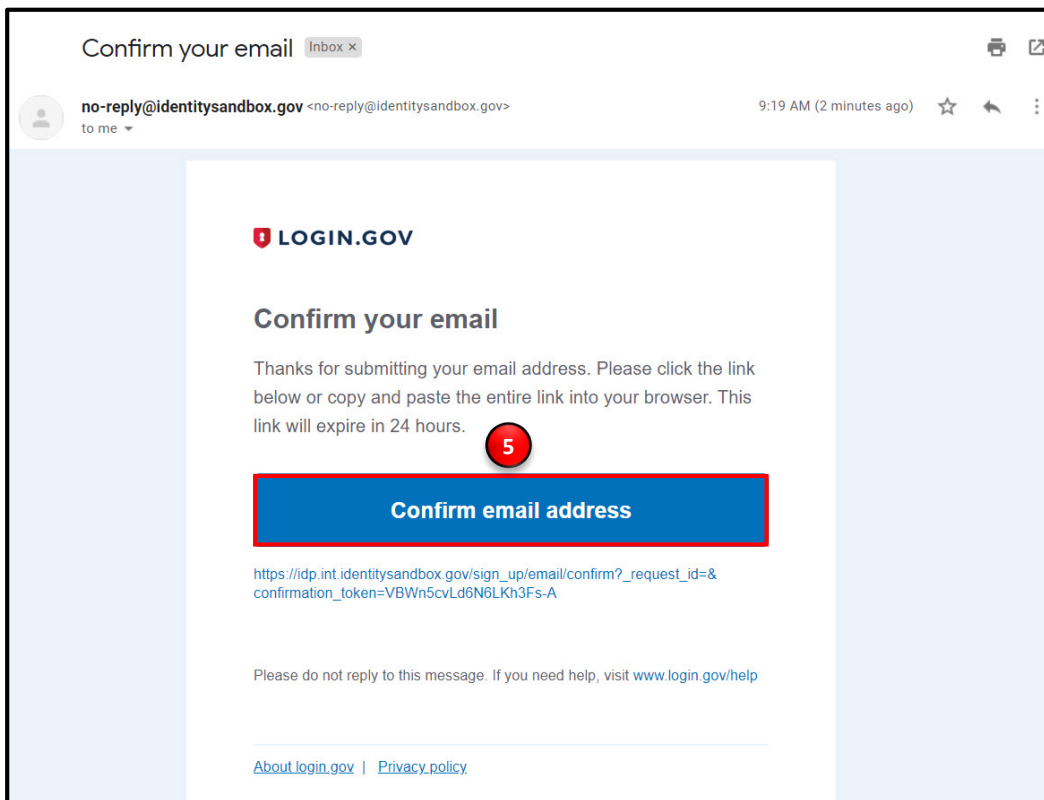 Confirm your email Inbox ×
no-reply@identitysandbox.gov <no-reply@identitysandbox.gov> 9:19 AM (2 minutes ago)
to me
LOGIN.GOV
Confirm your email
Thanks for submitting your email address. Please click the link
below or copy and paste the entire link into your browser. This
link will expire in 24 hours.
5
Confirm email address
https://idp.int.identitysandbox.gov/sign_up/email/confirm?_request_id=&
confirmation_token=VBWn5cvLd6N6LKh3Fs-A
Please do not reply to this message. If you need help, visit www.login.gov/help
About login.gov | Privacy policy